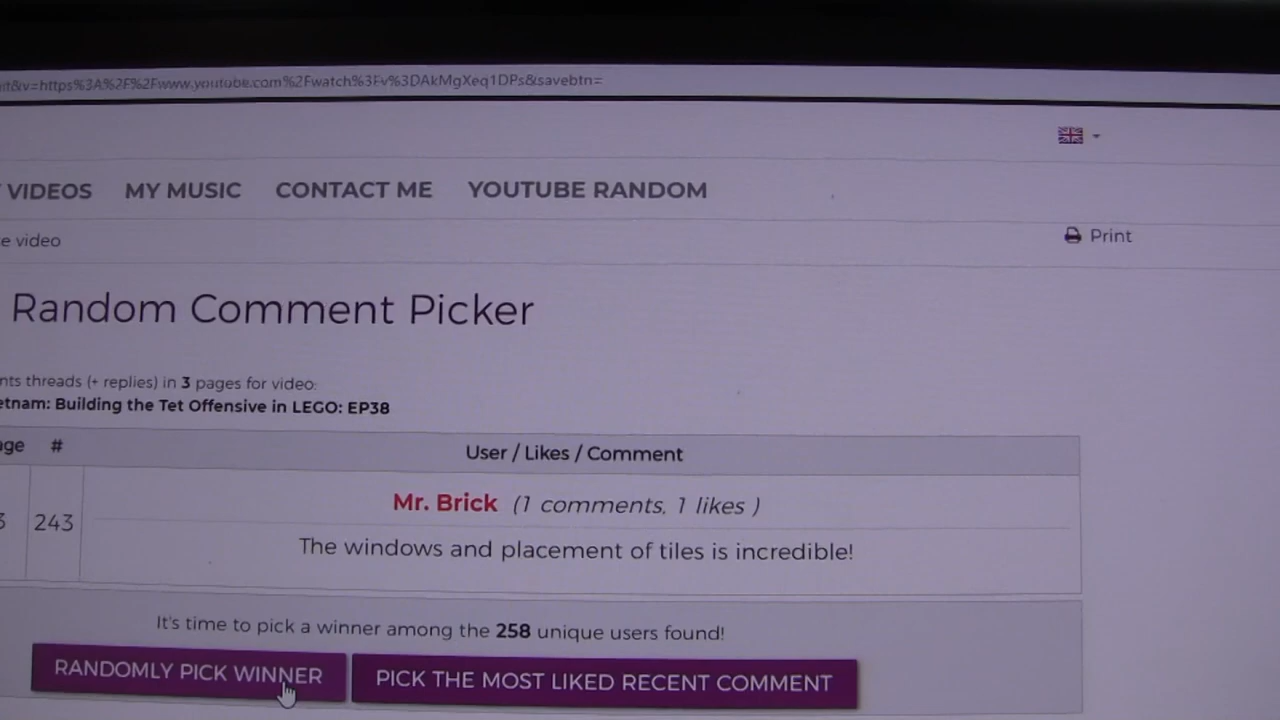 it&v=https%3A%2F%2Fwww.youtube.com%2Fwatch%3Fv%3DAkMgXeq1DPs&savebtn=
VIDEOS MY MUSIC CONTACT ME YOUTUBE RANDOM
e video
Print
Random Comment Picker
nts threads (+ replies) in 3 pages for video:
etnam: Building the Tet Offensive in LEGO: EP38
age # User / Likes / Comment
Mr. Brick (1 comments, 1 likes )
3 243
The windows and placement of tiles is incredible!
It's time to pick a winner among the 258 unique users found!
RANDOMLY PICK WINNER PICK THE MOST LIKED RECENT COMMENT